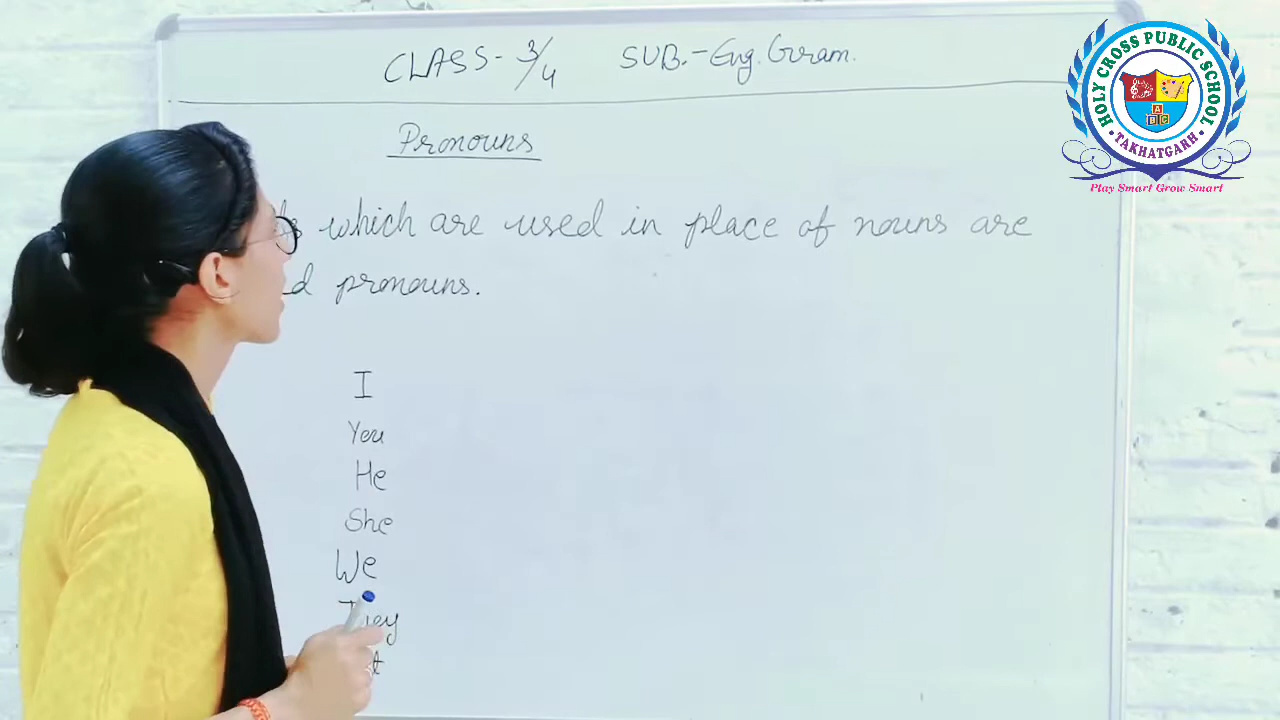 CLASS- 3/4 SUB.- Eng. Gram.
Pronouns
which are used in place of nouns are
pronouns.
I
You
He
She
We
They
HOLY CROSS PUBLIC SCHOOL
TAKHATGARH
A
B C
Play Smart Grow Smart